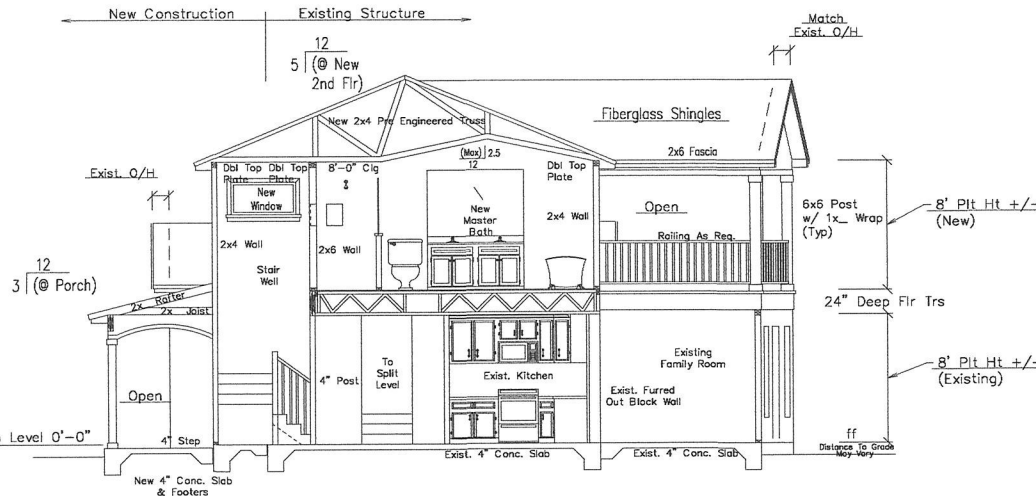 New Construction
Existing Structure
Match
Exist. O/H
12
5
(@ New
2nd Flr)
Fiberglass Shingles
New 2x4 Pre Engineered Truss
2x6 Fascia
(Max) 2.5
12
Dbl Top
Plate
Dbl Top
Plate
8'-0" Clg
Dbl Top
Plate
Exist. O/H
New
Window
New
Master
Bath
Open
6x6 Post
w/ 1x_ Wrap
(Typ)
8' Plt Ht +/-
(New)
Railing As Req.
2x4 Wall
2x6 Wall
2x4 Wall
Stair
Well
12
3
(@ Porch)
2x Rafter
2x Joist
24" Deep Flr Trs
Existing
Family Room
To
Split
Level
4" Post
Exist. Kitchen
8' Plt Ht +/-
(Existing)
Exist. Furred
Out Block Wall
Open
Level 0'-0"
4" Step
ff
Distance To Grade
May Vary
Exist. 4" Conc. Slab
Exist. 4" Conc. Slab
New 4" Conc. Slab
& Footers